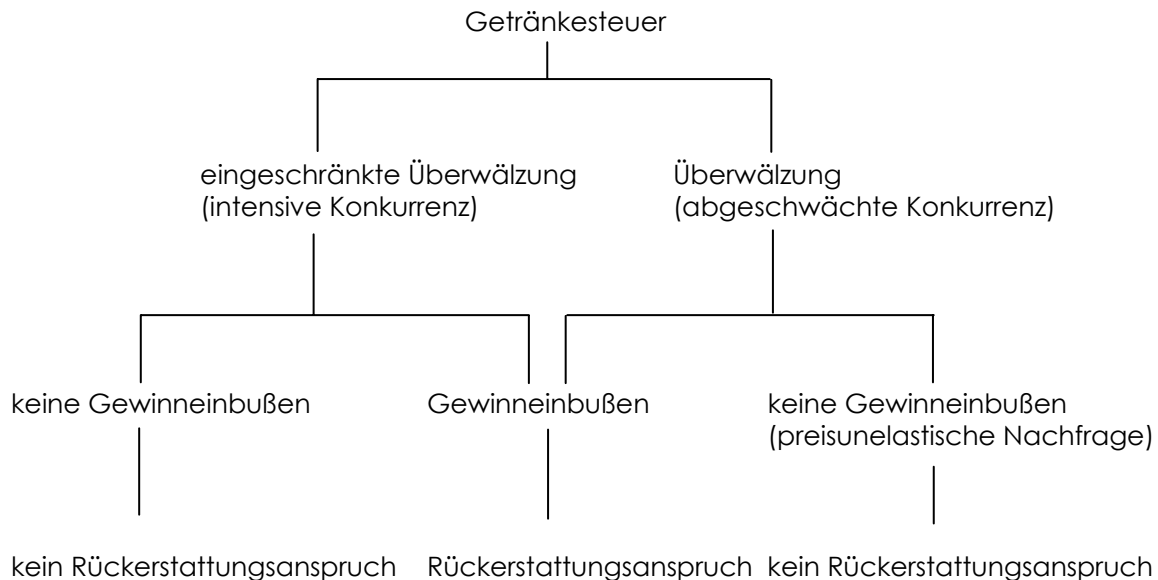 Getränkesteuer
eingeschränkte Überwälzung
(intensive Konkurrenz)
Überwälzung
(abgeschwächte Konkurrenz)
keine Gewinneinbußen
Gewinneinbußen
keine Gewinneinbußen
(preisunelastische Nachfrage)
kein Rückerstattungsanspruch
Rückerstattungsanspruch
kein Rückerstattungsanspruch